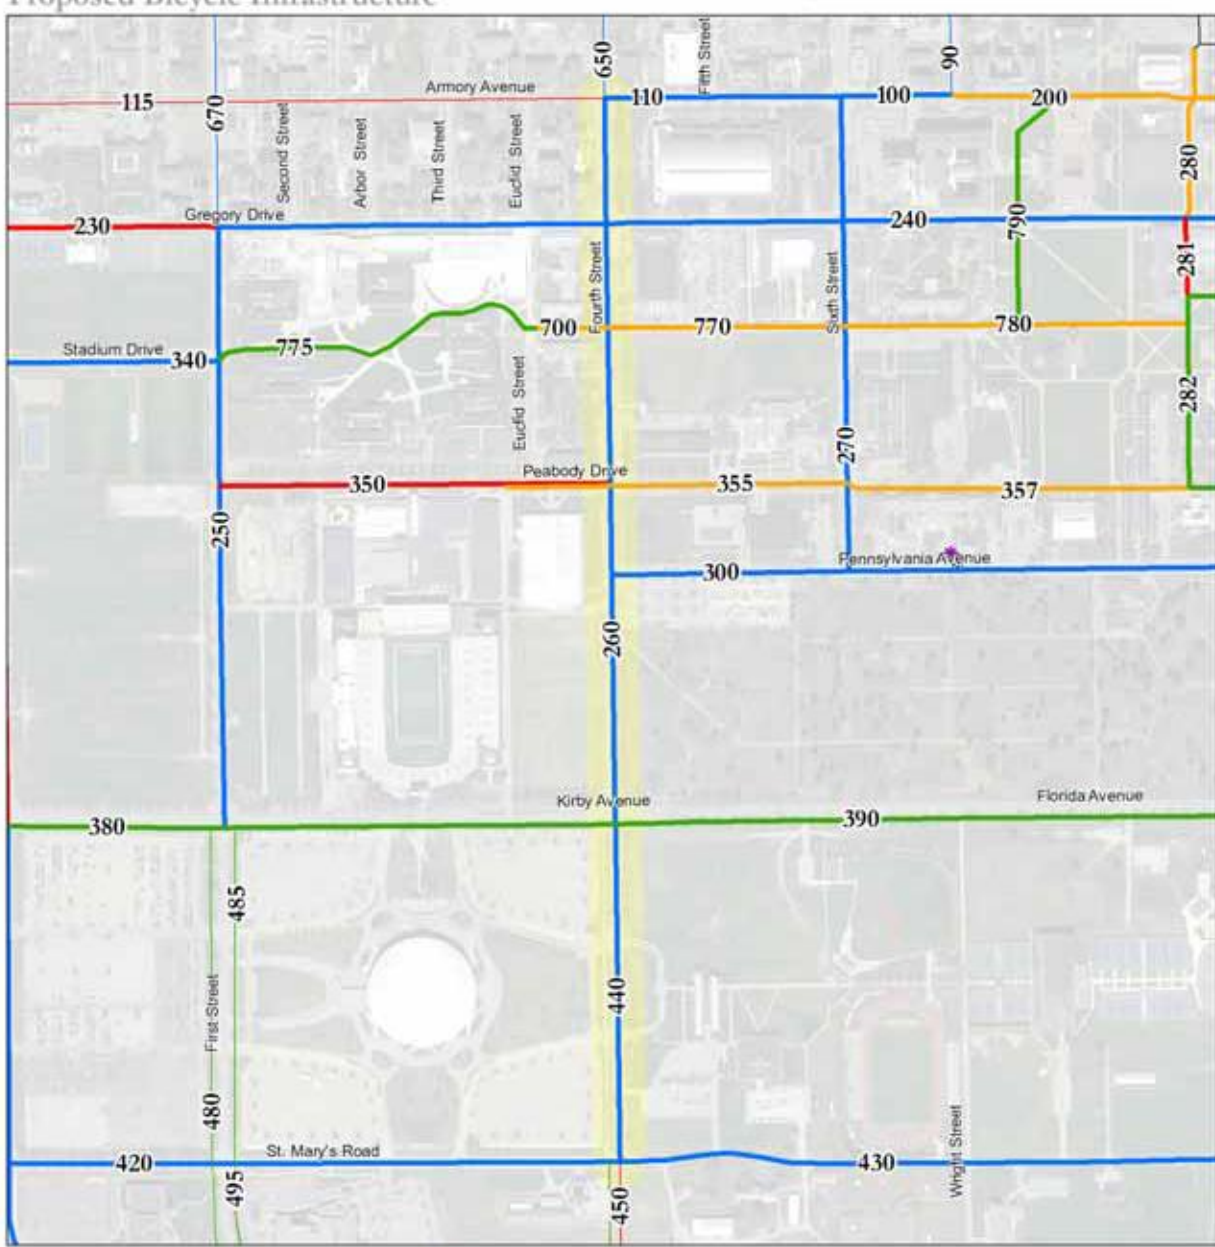 Proposed Bicycle Infrastructure
Fifth Street
90
650
Armory Avenue
115
110
100
200
670
Second Street
Arbor Street
Third Street
Euclid Street
280
Gregory Drive
230
240
790
281
Fourth Street
Sixth Street
700
770
780
Stadium Drive
340
775
Euclid Street
282
270
Peabody Drive
350
355
357
250
Pennsylvania Avenue
300
260
Kirby Avenue
Florida Avenue
380
390
485
First Street
440
480
Wright Street
St. Mary's Road
420
430
495
450